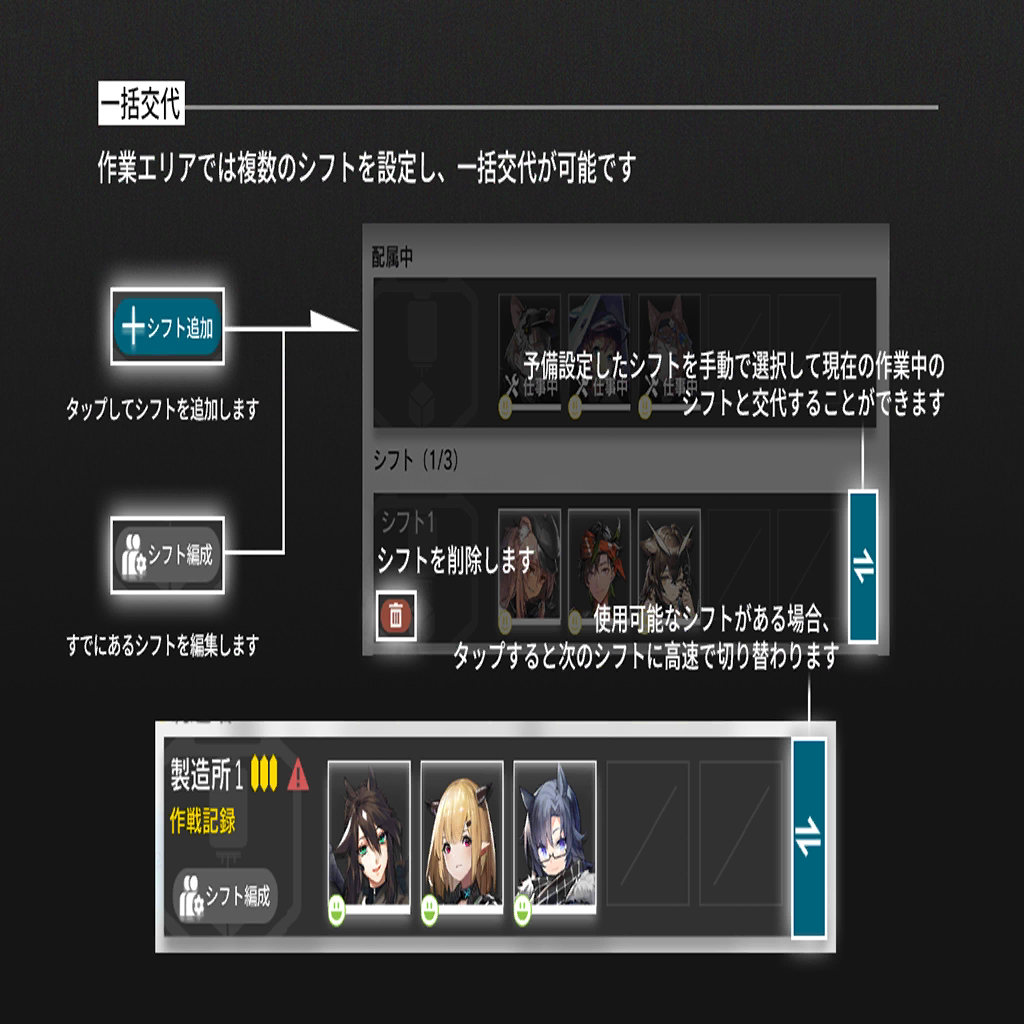 一括交代
作業エリアでは複数のシフトを設定し、一括交代が可能です
配属中
＋シフト追加
タップしてシフトを追加します
仕事中 仕事中 仕事中
予備設定したシフトを手動で選択して現在の作業中の
シフトと交代することができます
シフト（1/3）
シフト1
シフト編成
シフトを削除します
すでにあるシフトを編集します
使用可能なシフトがある場合、
タップすると次のシフトに高速で切り替わります
製造所1
作戦記録
シフト編成